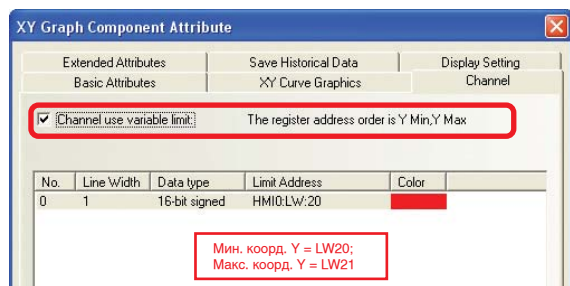 XY Graph Component Attribute
Extended Attributes Save Historical Data Display Setting
Basic Attributes XY Curve Graphics Channel
Channel use variable limit: The register address order is Y Min,Y Max
No. Line Width Data type Limit Address Color
0 1 16-bit signed HMI0:LW:20
Мин. коорд. Y = LW20;
Макс. коорд. Y = LW21